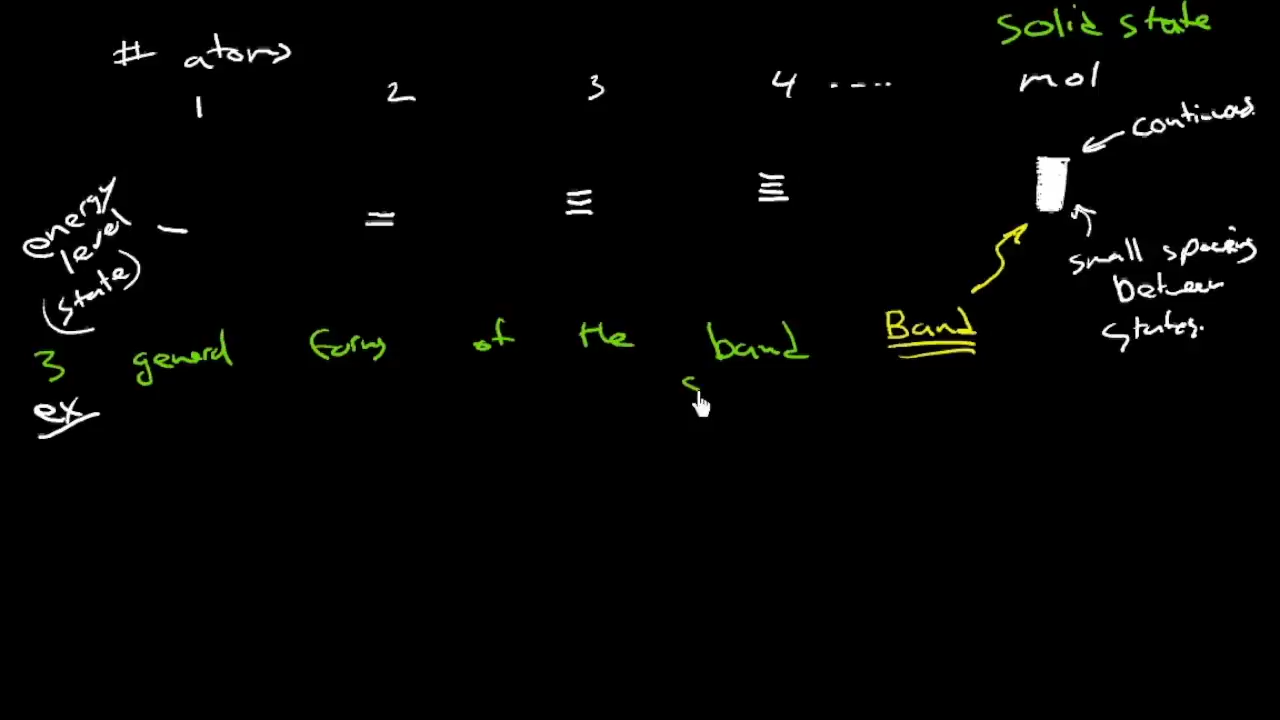 solid state
# atoms
1 2 3 4 ---- mol
continuous
energy
level
(state)
small spacing
between
states.
Band
3 general forms of the band
s
ex